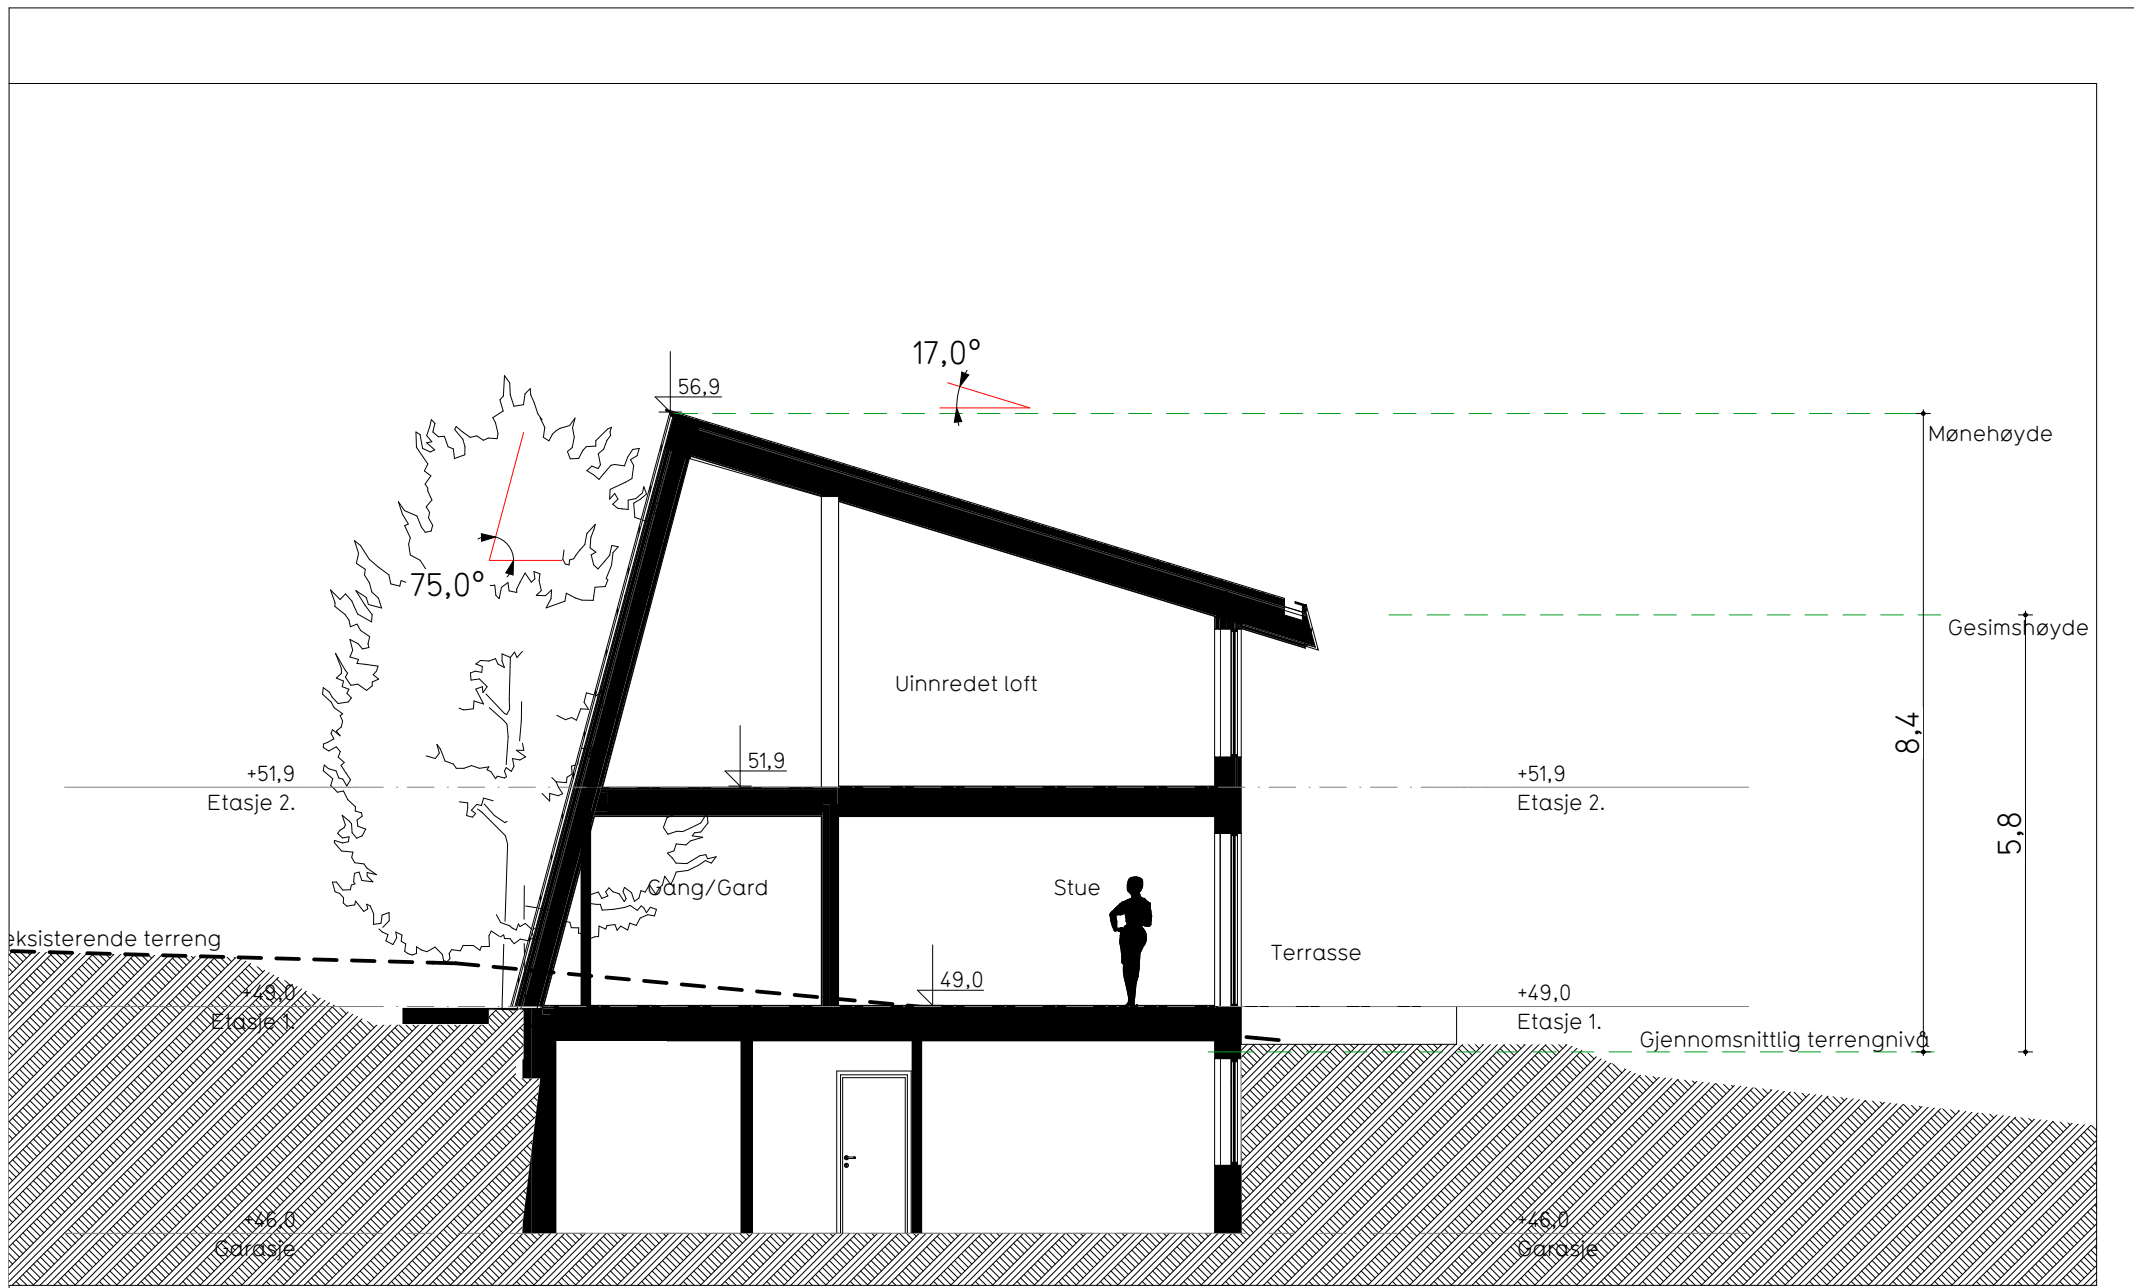 17,0°
56,9
Mønehøyde
75,0°
Gesimshøyde
Uinnredet loft
8,4
51,9
+51,9
Etasje 2.
+51,9
Etasje 2.
5,8
Gang/Gard
Stue
eksisterende terreng
Terrasse
49,0
+49,0
Etasje 1.
+49,0
Etasje 1.
Gjennomsnittlig terrengnivå
+46,0
Garasje
+46,0
Garasje